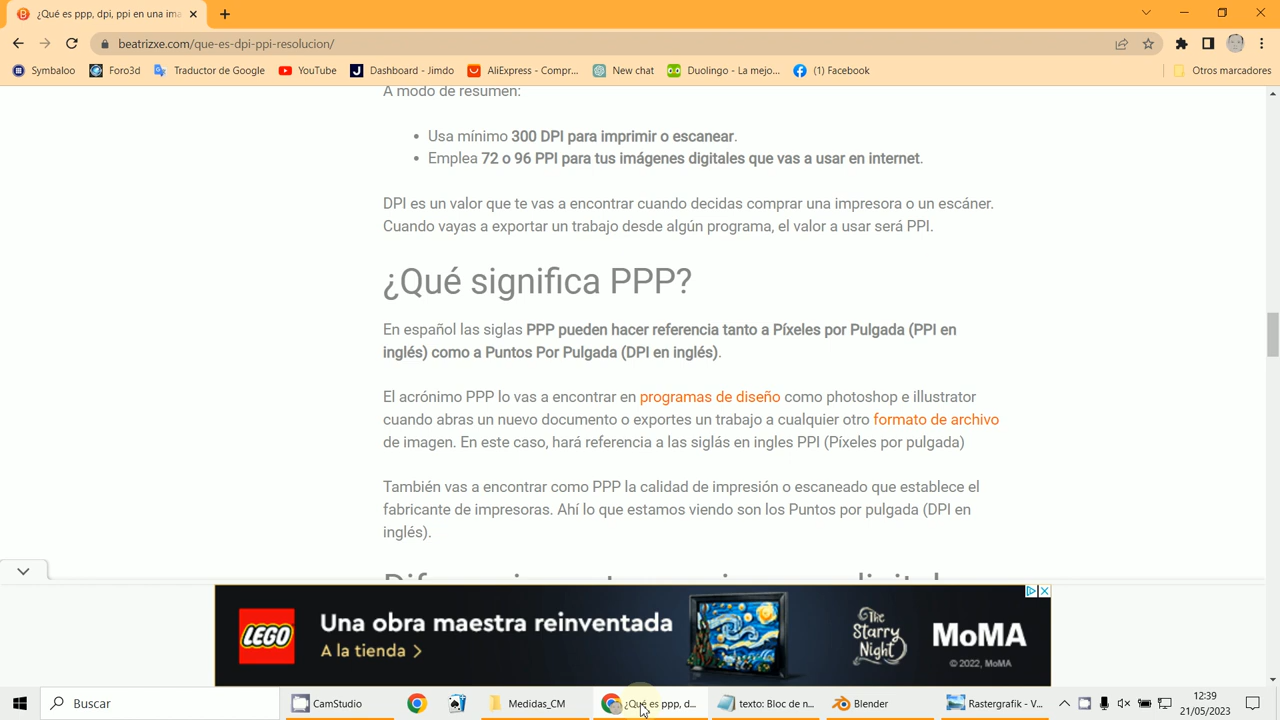 ¿Qué es ppp, dpi, ppi en una ima
beatrizxe.com/que-es-dpi-ppi-resolucion/
Symbaloo Foro3d Traductor de Google YouTube Dashboard - Jimdo AliExpress - Compr... New chat Duolingo - La mejo... (1) Facebook Otros marcadores
A modo de resumen:
• Usa mínimo 300 DPI para imprimir o escanear.
• Emplea 72 o 96 PPI para tus imágenes digitales que vas a usar en internet.
DPI es un valor que te vas a encontrar cuando decidas comprar una impresora o un escáner.
Cuando vayas a exportar un trabajo desde algún programa, el valor a usar será PPI.
¿Qué significa PPP?
En español las siglas PPP pueden hacer referencia tanto a Píxeles por Pulgada (PPI en
inglés) como a Puntos Por Pulgada (DPI en inglés).
El acrónimo PPP lo vas a encontrar en programas de diseño como photoshop e illustrator
cuando abras un nuevo documento o exportes un trabajo a cualquier otro formato de archivo
de imagen. En este caso, hará referencia a las siglás en ingles PPI (Píxeles por pulgada)
También vas a encontrar como PPP la calidad de impresión o escaneado que establece el
fabricante de impresoras. Ahí lo que estamos viendo son los Puntos por pulgada (DPI en
inglés).
LEGO
Una obra maestra reinventada
A la tienda >
The
Starry
Night
MoMA
© 2022, MoMA
Buscar
CamStudio
Medidas_CM
¿Qué es ppp, d...
texto: Bloc de n...
Blender
Rastergrafik - V...
12:39
21/05/2023